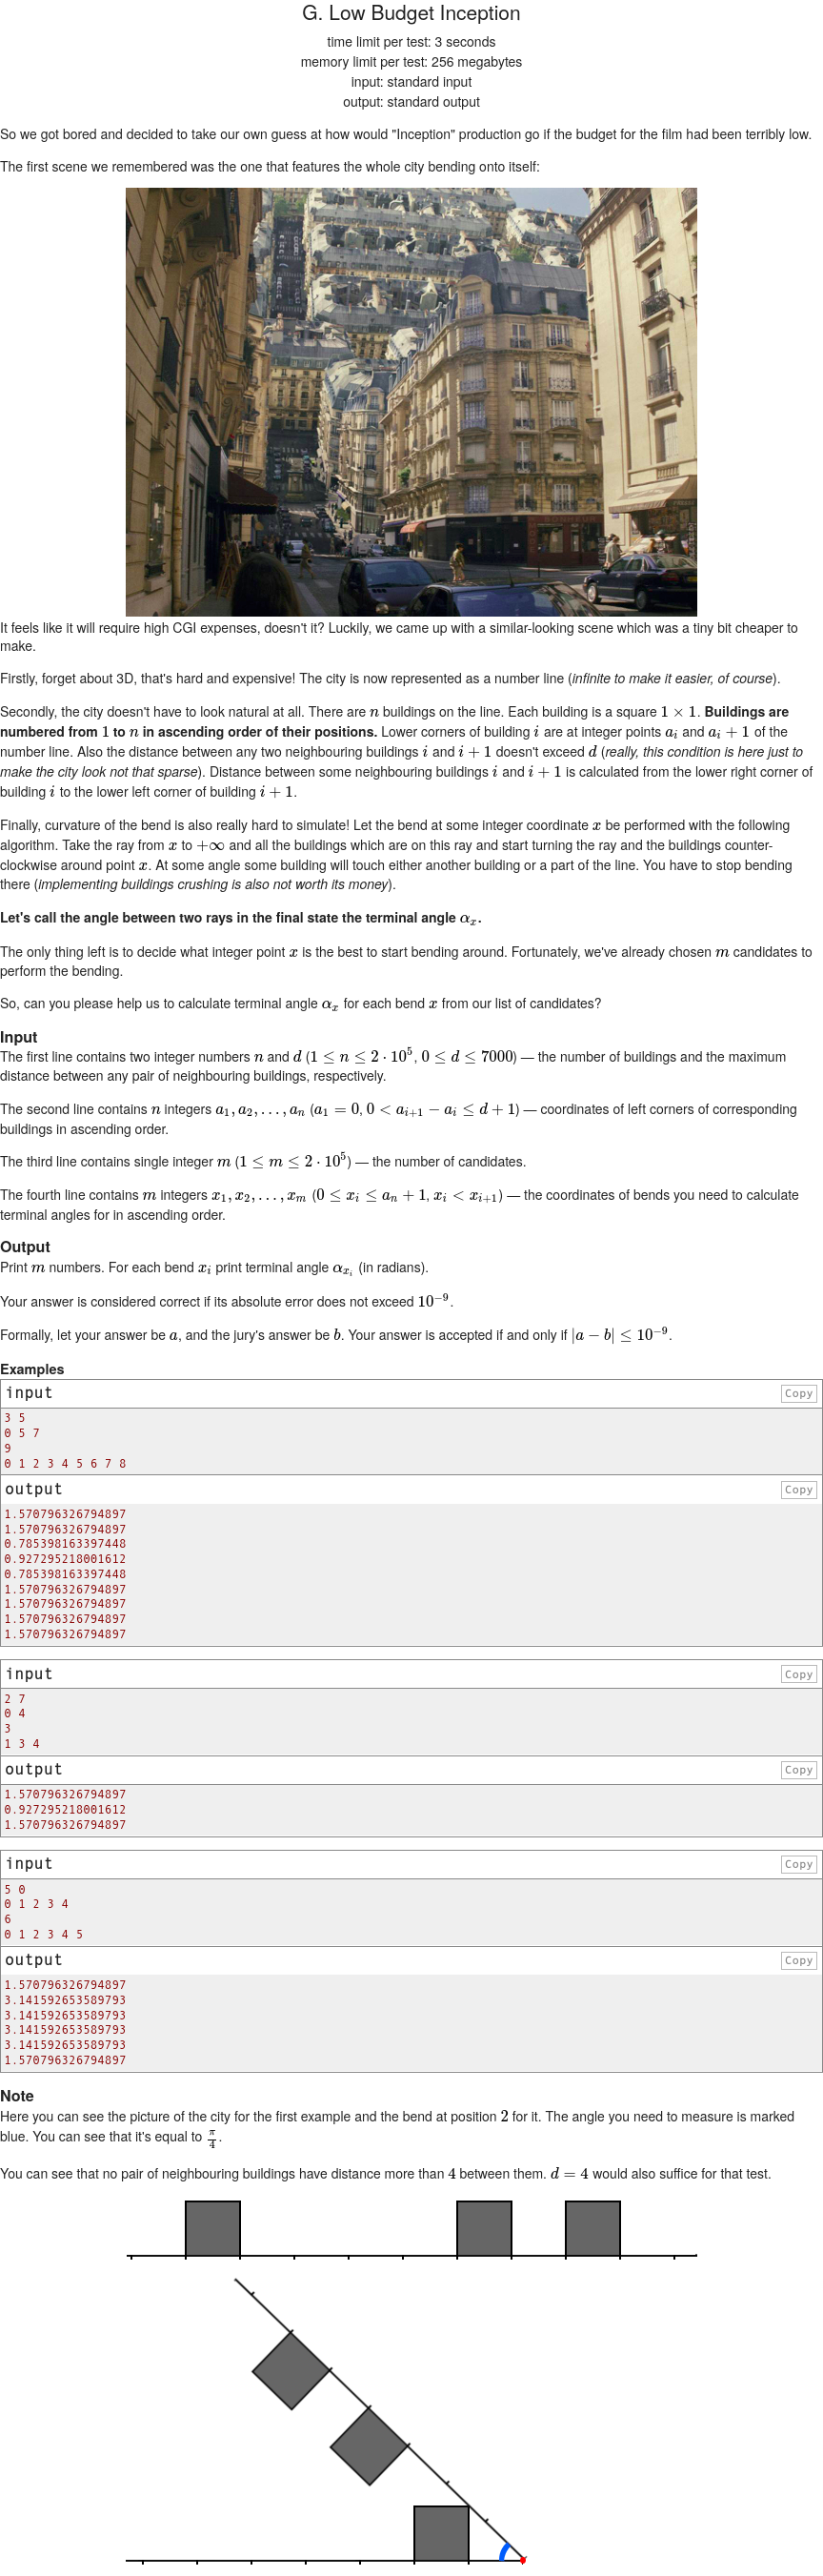 G. Low Budget Inception
time limit per test: 3 seconds
memory limit per test: 256 megabytes
input: standard input
output: standard output
So we got bored and decided to take our own guess at how would "Inception" production go if the budget for the film had been terribly low.
The first scene we remembered was the one that features the whole city bending onto itself:
It feels like it will require high CGI expenses, doesn't it? Luckily, we came up with a similar-looking scene which was a tiny bit cheaper to
make.
Firstly, forget about 3D, that's hard and expensive! The city is now represented as a number line (infinite to make it easier, of course).
Secondly, the city doesn't have to look natural at all. There are n buildings on the line. Each building is a square 1 × 1. Buildings are
numbered from 1 to n in ascending order of their positions. Lower corners of building i are at integer points a_i and a_i + 1 of the
number line. Also the distance between any two neighbouring buildings i and i + 1 doesn't exceed d (really, this condition is here just to
make the city look not that sparse). Distance between some neighbouring buildings i and i + 1 is calculated from the lower right corner of
building i to the lower left corner of building i + 1.
Finally, curvature of the bend is also really hard to simulate! Let the bend at some integer coordinate x be performed with the following
algorithm. Take the ray from x to +∞ and all the buildings which are on this ray and start turning the ray and the buildings counter-
clockwise around point x. At some angle some building will touch either another building or a part of the line. You have to stop bending
there (implementing buildings crushing is also not worth its money).
Let's call the angle between two rays in the final state the terminal angle α_x.
The only thing left is to decide what integer point x is the best to start bending around. Fortunately, we've already chosen m candidates to
perform the bending.
So, can you please help us to calculate terminal angle α_x for each bend x from our list of candidates?
Input
The first line contains two integer numbers n and d (1 ≤ n ≤ 2 · 10^5, 0 ≤ d ≤ 7000) — the number of buildings and the maximum
distance between any pair of neighbouring buildings, respectively.
The second line contains n integers a_1, a_2, …, a_n (a_1 = 0, 0 < a_{i+1} − a_i ≤ d + 1) — coordinates of left corners of corresponding
buildings in ascending order.
The third line contains single integer m (1 ≤ m ≤ 2 · 10^5) — the number of candidates.
The fourth line contains m integers x_1, x_2, …, x_m (0 ≤ x_i ≤ a_n + 1, x_i < x_{i+1}) — the coordinates of bends you need to calculate
terminal angles for in ascending order.
Output
Print m numbers. For each bend x_i print terminal angle α_{x_i} (in radians).
Your answer is considered correct if its absolute error does not exceed 10^{−9}.
Formally, let your answer be a, and the jury's answer be b. Your answer is accepted if and only if |a − b| ≤ 10^{−9}.
Examples
input
Copy
3 5
0 5 7
9
0 1 2 3 4 5 6 7 8
output
Copy
1.570796326794897
1.570796326794897
0.785398163397448
0.927295218001612
0.785398163397448
1.570796326794897
1.570796326794897
1.570796326794897
1.570796326794897
input
Copy
2 7
0 4
3
1 3 4
output
Copy
1.570796326794897
0.927295218001612
1.570796326794897
input
Copy
5 0
0 1 2 3 4
6
0 1 2 3 4 5
output
Copy
1.570796326794897
3.141592653589793
3.141592653589793
3.141592653589793
3.141592653589793
1.570796326794897
Note
Here you can see the picture of the city for the first example and the bend at position 2 for it. The angle you need to measure is marked
blue. You can see that it's equal to π/4.
You can see that no pair of neighbouring buildings have distance more than 4 between them. d = 4 would also suffice for that test.